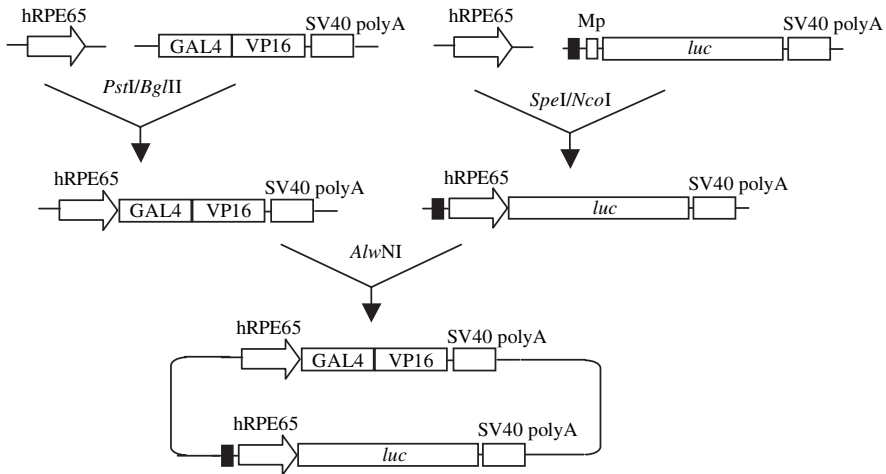 hRPE65
SV40 polyA
GAL4 VP16
PstI/BglII
hRPE65
Mp
SV40 polyA
luc
SpeI/NcoI
hRPE65
SV40 polyA
GAL4 VP16
hRPE65
SV40 polyA
luc
AlwNI
hRPE65
SV40 polyA
GAL4 VP16
hRPE65
SV40 polyA
luc